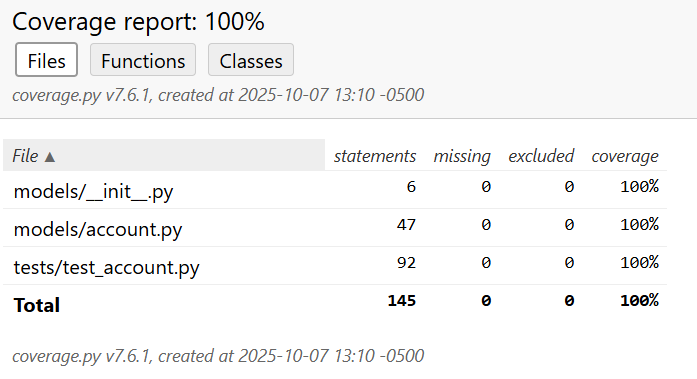 Coverage report: 100%
Files Functions Classes
coverage.py v7.6.1, created at 2025-10-07 13:10 -0500
File ▲ statements missing excluded coverage
models/__init__.py 6 0 0 100%
models/account.py 47 0 0 100%
tests/test_account.py 92 0 0 100%
Total 145 0 0 100%
coverage.py v7.6.1, created at 2025-10-07 13:10 -0500